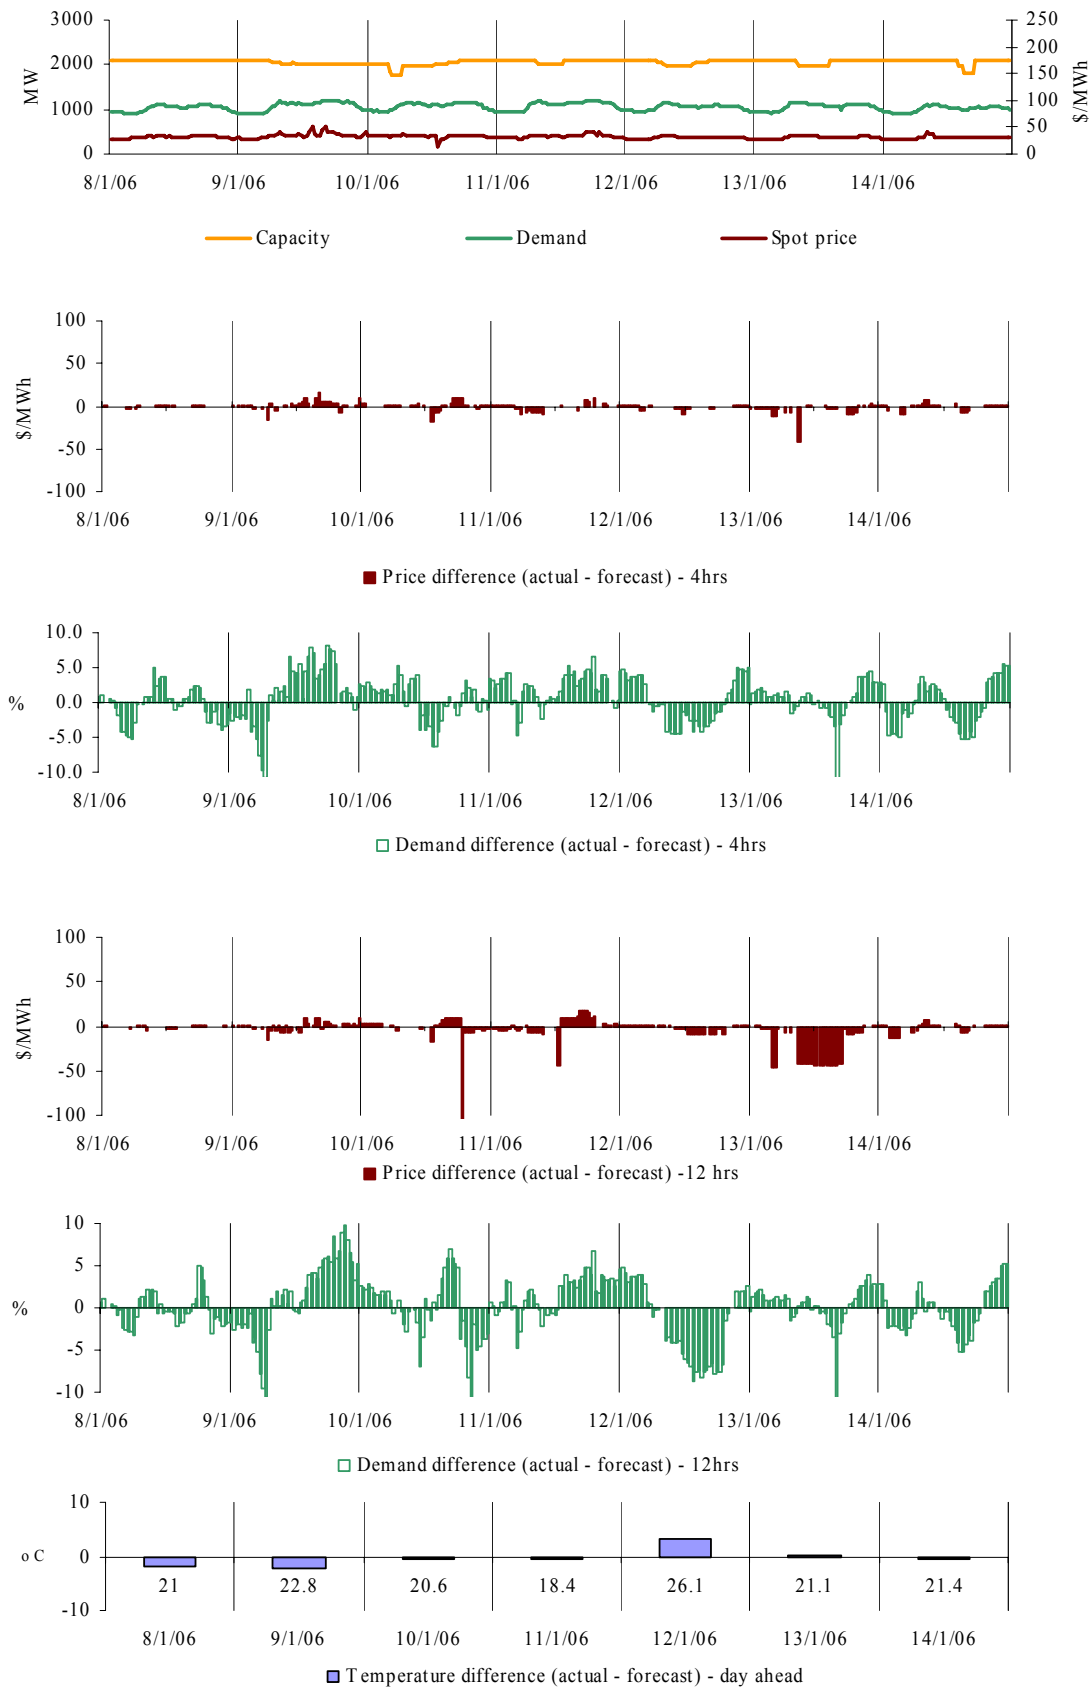 3000
2000
1000
0
MW
250
200
150
100
50
0
$/MWh
8/1/06 9/1/06 10/1/06 11/1/06 12/1/06 13/1/06 14/1/06
Capacity Demand Spot price
100
50
0
-50
-100
$/MWh
8/1/06 9/1/06 10/1/06 11/1/06 12/1/06 13/1/06 14/1/06
Price difference (actual - forecast) - 4hrs
10.0
5.0
0.0
-5.0
-10.0
%
8/1/06 9/1/06 10/1/06 11/1/06 12/1/06 13/1/06 14/1/06
Demand difference (actual - forecast) - 4hrs
100
50
0
-50
-100
$/MWh
8/1/06 9/1/06 10/1/06 11/1/06 12/1/06 13/1/06 14/1/06
Price difference (actual - forecast) -12 hrs
10
5
0
-5
-10
%
8/1/06 9/1/06 10/1/06 11/1/06 12/1/06 13/1/06 14/1/06
Demand difference (actual - forecast) - 12hrs
10
0
-10
o C
21 22.8 20.6 18.4 26.1 21.1 21.4
8/1/06 9/1/06 10/1/06 11/1/06 12/1/06 13/1/06 14/1/06
Temperature difference (actual - forecast) - day ahead